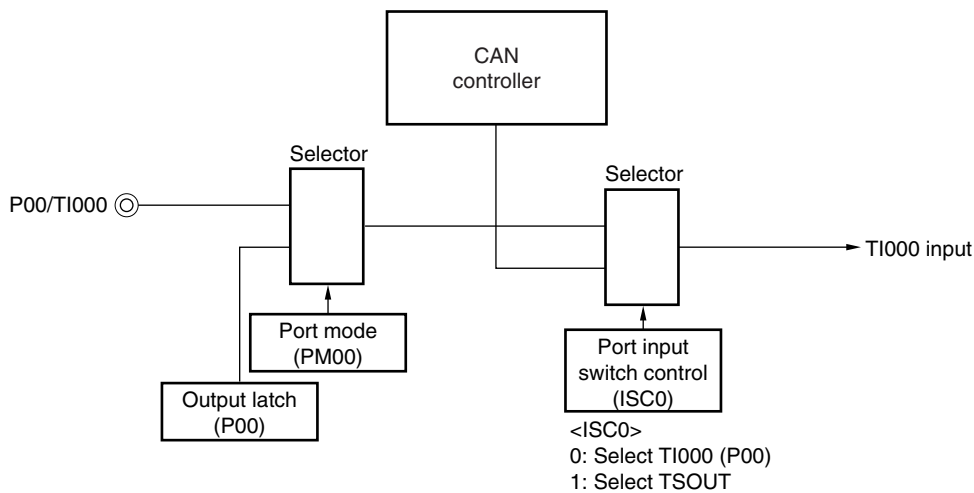 CAN
controller
Selector
Selector
P00/TI000
TI000 input
Port mode
(PM00)
Port input
switch control
(ISC0)
Output latch
(P00)
<ISC0>
0: Select TI000 (P00)
1: Select TSOUT